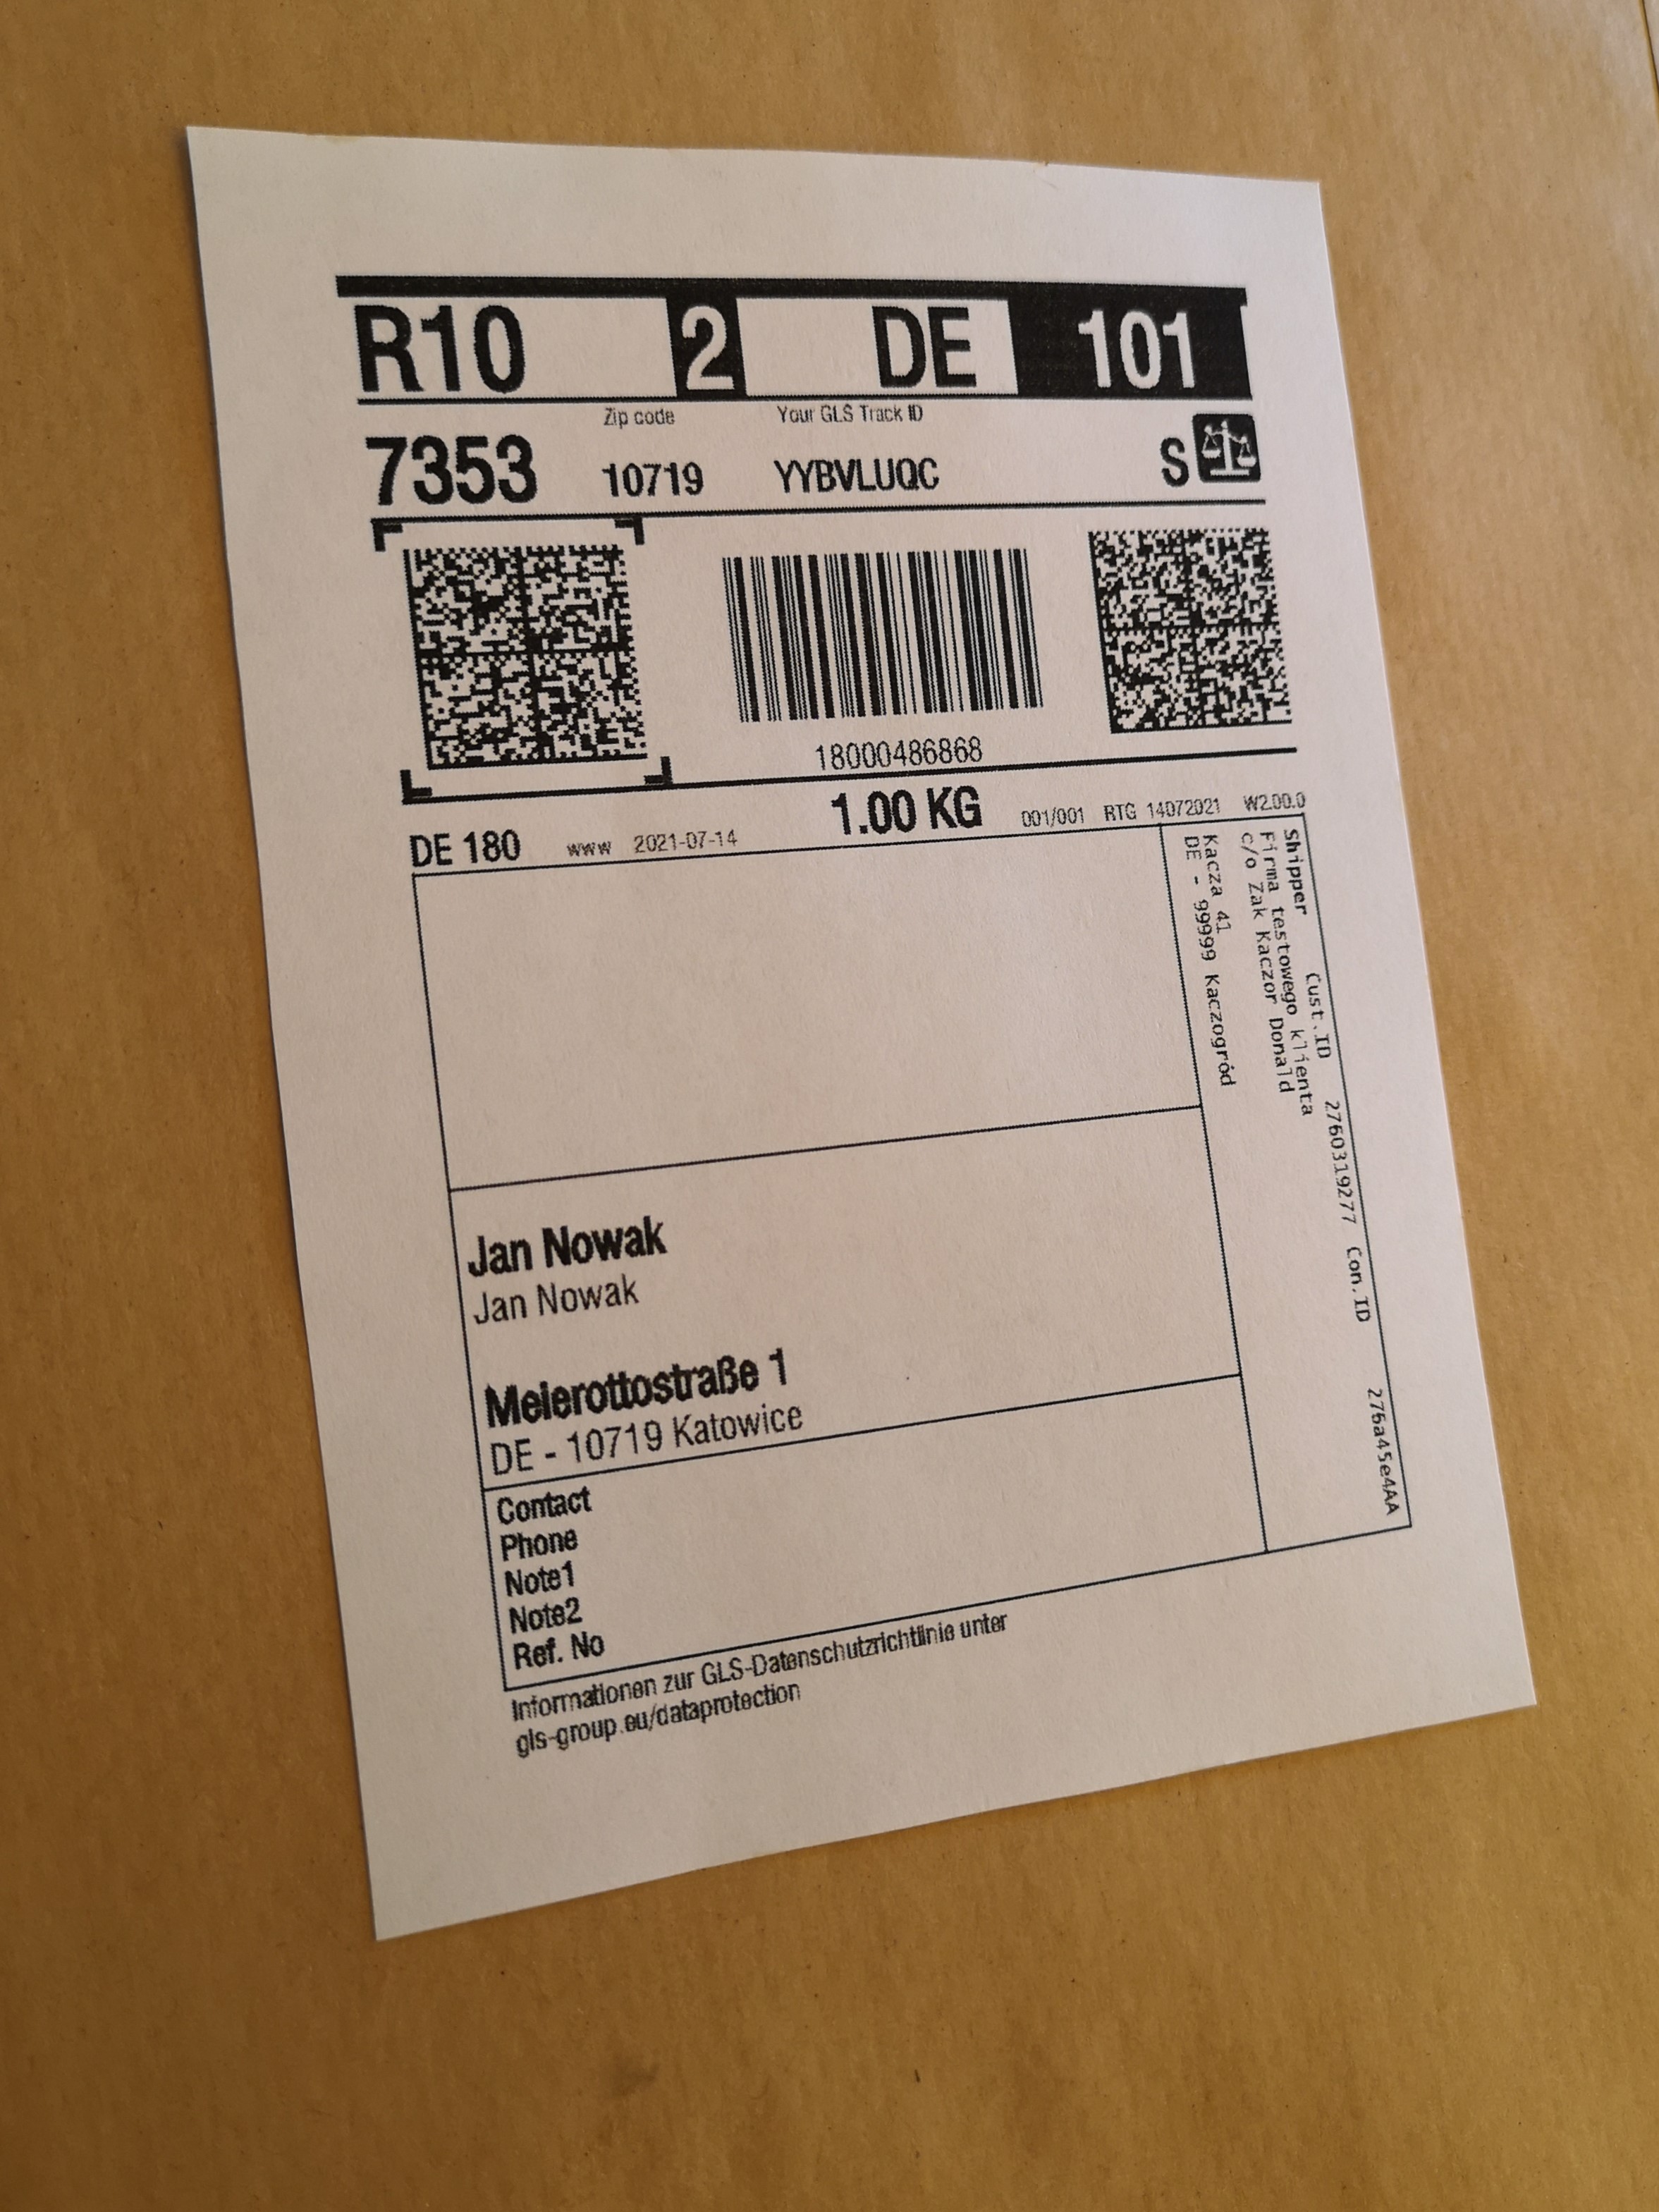 R10 2 DE 101
Zip code Your GLS Track ID
7353 10719 YYBVLUQC S
18000486868
DE 180 www 2021-07-14 1.00 KG 001/001 RTG 14072021 W2.00.0
Shipper Cust.ID 2760319277 Con.ID 276a45e4AA
Firma testowego klienta
c/o Zak Kaczor Donald
Kacza 41
DE - 99999 Kaczogród
Jan Nowak
Jan Nowak
Meierottostraße 1
DE - 10719 Katowice
Contact
Phone
Note1
Note2
Ref. No
Informationen zur GLS-Datenschutzrichtlinie unter
gls-group.eu/dataprotection